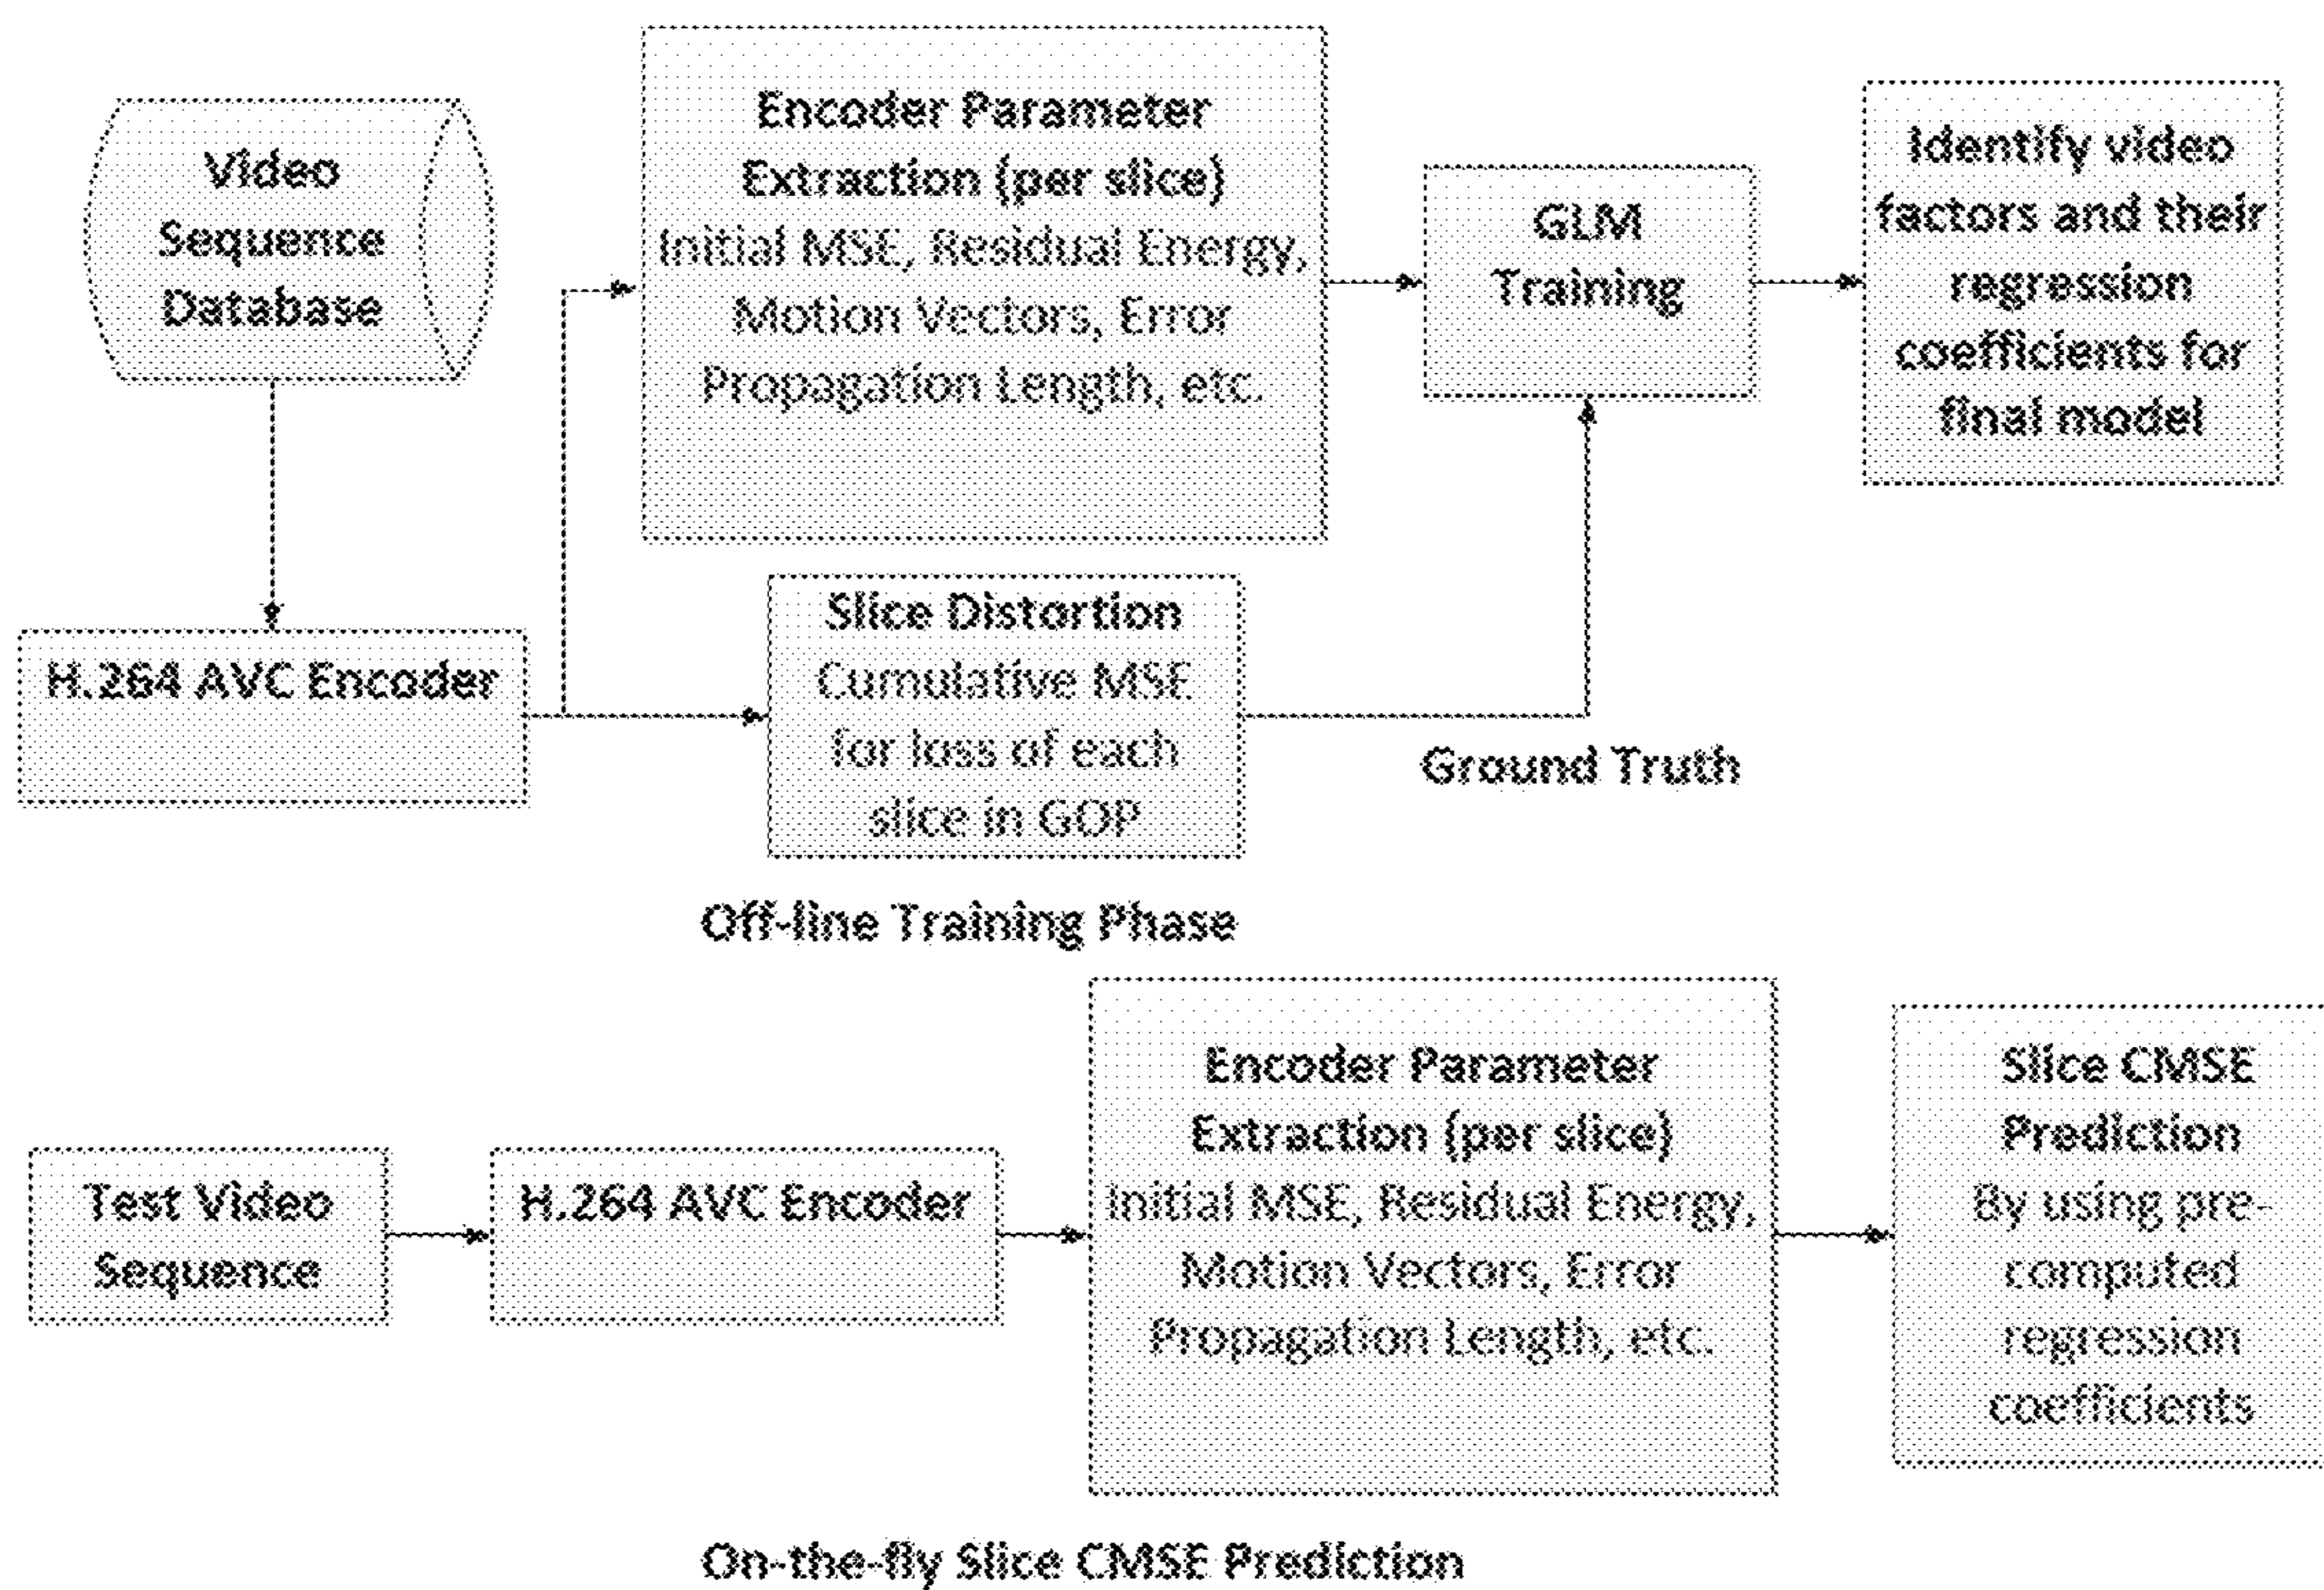 Video
Sequence
Database
H.264 AVC Encoder
Encoder Parameter
Extraction (per slice)
Initial MSE, Residual Energy,
Motion Vectors, Error
Propagation Length, etc.
Slice Distortion
Cumulative MSE
for loss of each
slice in GOP
GLM
Training
Ground Truth
Identify video
factors and their
regression
coefficients for
final model
Off-line Training Phase
Test Video
Sequence
H.264 AVC Encoder
Encoder Parameter
Extraction (per slice)
Initial MSE, Residual Energy,
Motion Vectors, Error
Propagation Length, etc.
Slice CMSE
Prediction
By using pre-
computed
regression
coefficients
On-the-fly Slice CMSE Prediction